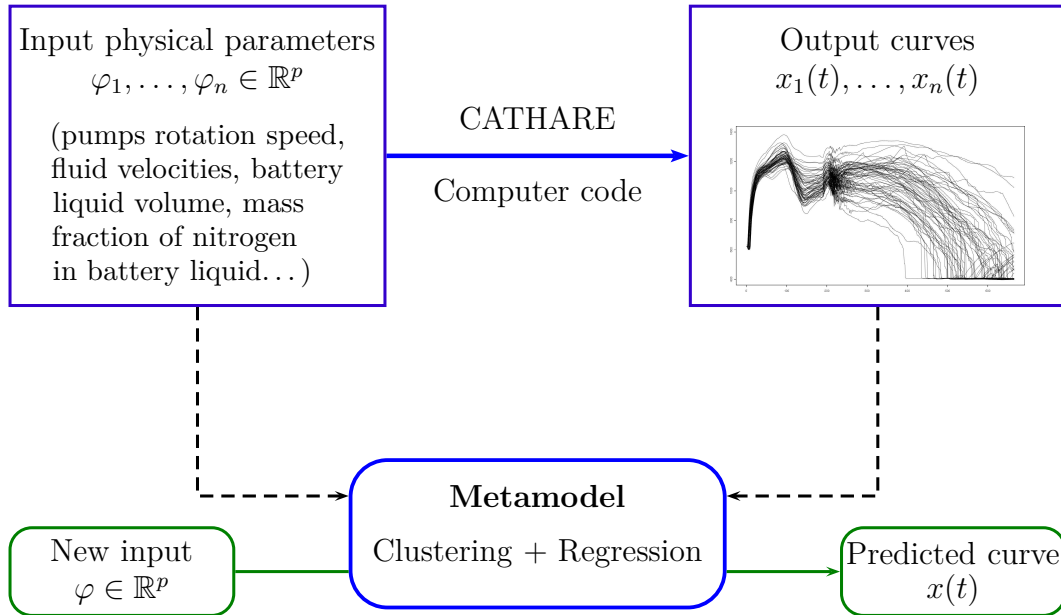 Input physical parameters
φ₁, . . . , φₙ ∈ ℝᵖ
(pumps rotation speed,
fluid velocities, battery
liquid volume, mass
fraction of nitrogen
in battery liquid. . . )
CATHARE
Computer code
Output curves
x₁(t), . . . , xₙ(t)
Metamodel
Clustering + Regression
New input
φ ∈ ℝᵖ
Predicted curve
x(t)